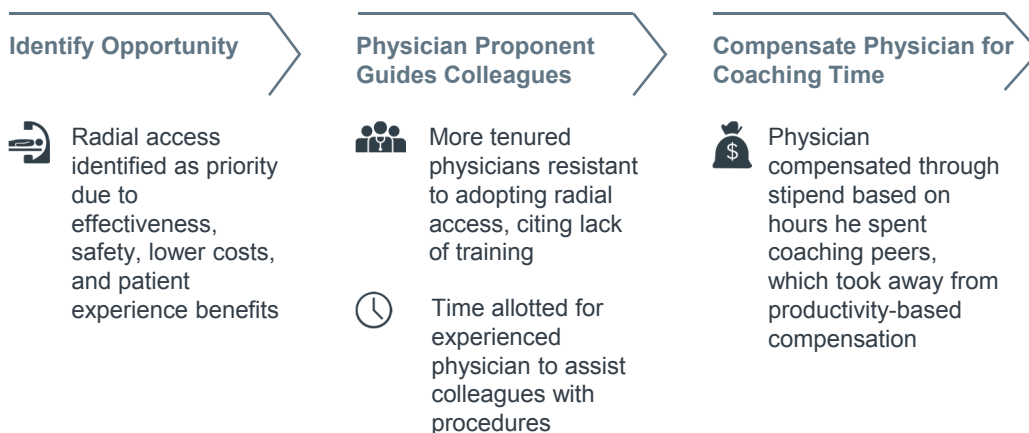 Identify Opportunity
Radial access
identified as priority
due to
effectiveness,
safety, lower costs,
and patient
experience benefits
Physician Proponent
Guides Colleagues
More tenured
physicians resistant
to adopting radial
access, citing lack
of training
Time allotted for
experienced
physician to assist
colleagues with
procedures
Compensate Physician for
Coaching Time
$
Physician
compensated through
stipend based on
hours he spent
coaching peers,
which took away from
productivity-based
compensation